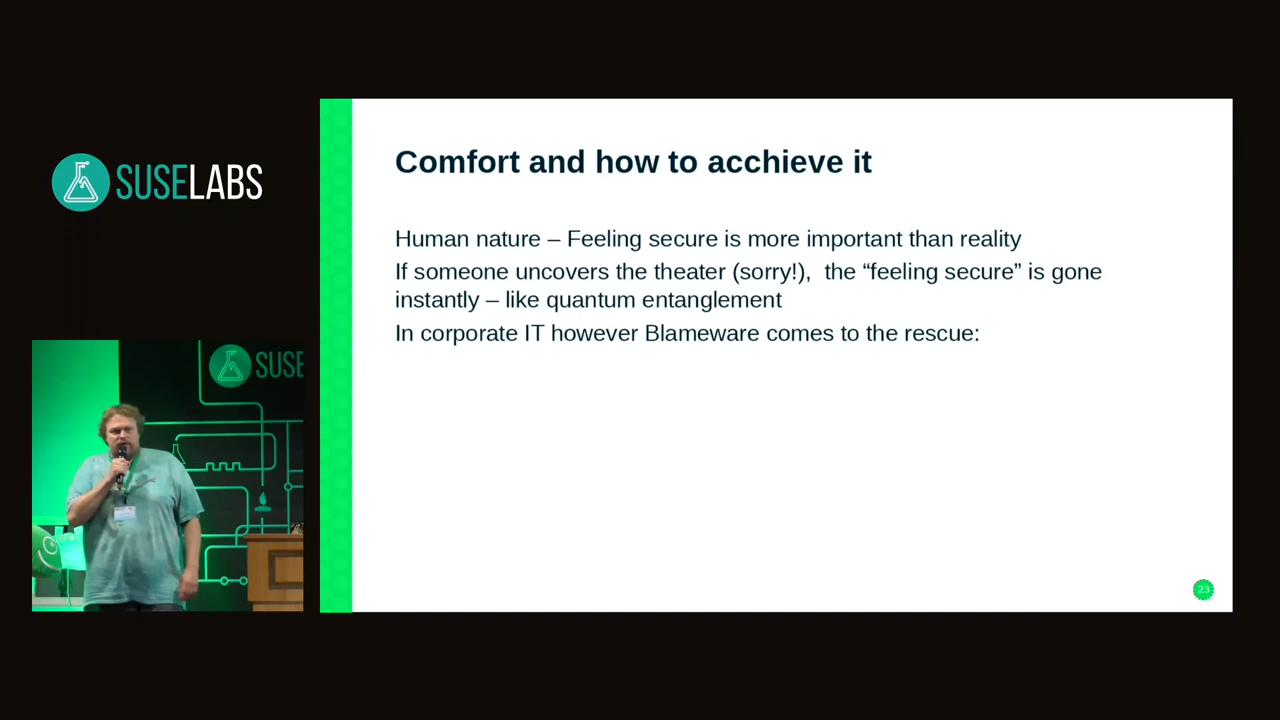 SUSELABS
Comfort and how to acchieve it
Human nature – Feeling secure is more important than reality
If someone uncovers the theater (sorry!),  the “feeling secure” is gone
instantly – like quantum entanglement
In corporate IT however Blameware comes to the rescue:
SUSE
23